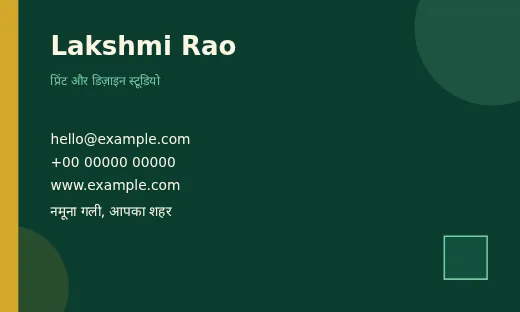 Lakshmi Rao
प्रिंट और डिज़ाइन स्टूडियो
hello@example.com
+00 00000 00000
www.example.com
नमूना गली, आपका शहर